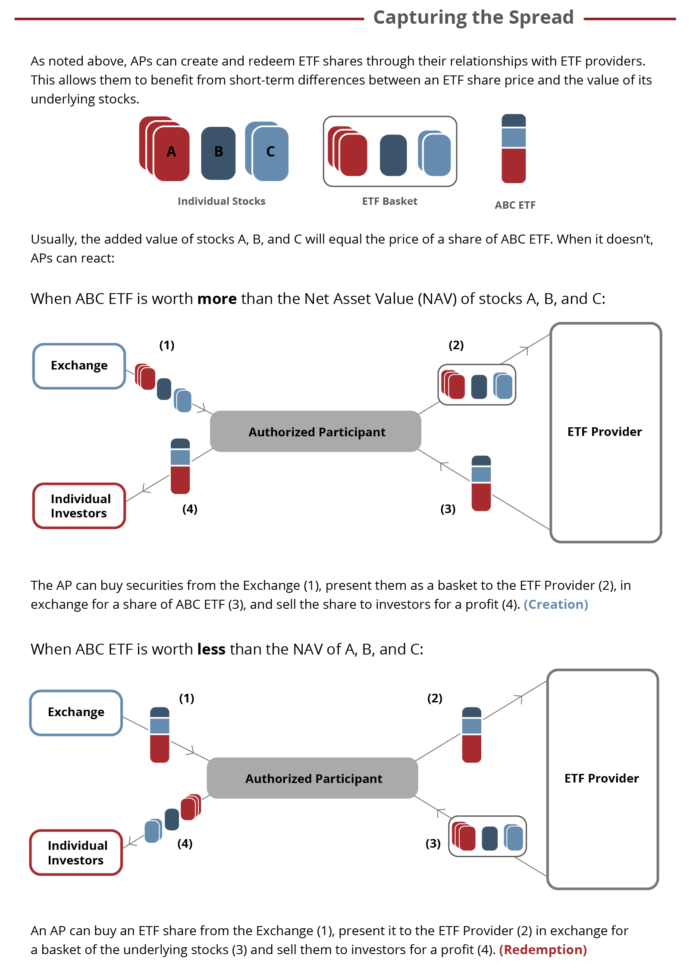 Capturing the Spread
As noted above, APs can create and redeem ETF shares through their relationships with ETF providers.
This allows them to benefit from short-term differences between an ETF share price and the value of its
underlying stocks.
A B C
Individual Stocks
ETF Basket
ABC ETF
Usually, the added value of stocks A, B, and C will equal the price of a share of ABC ETF. When it doesn't,
APs can react:
When ABC ETF is worth more than the Net Asset Value (NAV) of stocks A, B, and C:
(1)
(2)
Exchange
Authorized Participant
ETF Provider
Individual
Investors
(4)
(3)
The AP can buy securities from the Exchange (1), present them as a basket to the ETF Provider (2), in
exchange for a share of ABC ETF (3), and sell the share to investors for a profit (4). (Creation)
When ABC ETF is worth less than the NAV of A, B, and C:
(1)
(2)
Exchange
Authorized Participant
ETF Provider
Individual
Investors
(4)
(3)
An AP can buy an ETF share from the Exchange (1), present it to the ETF Provider (2) in exchange for
a basket of the underlying stocks (3) and sell them to investors for a profit (4). (Redemption)